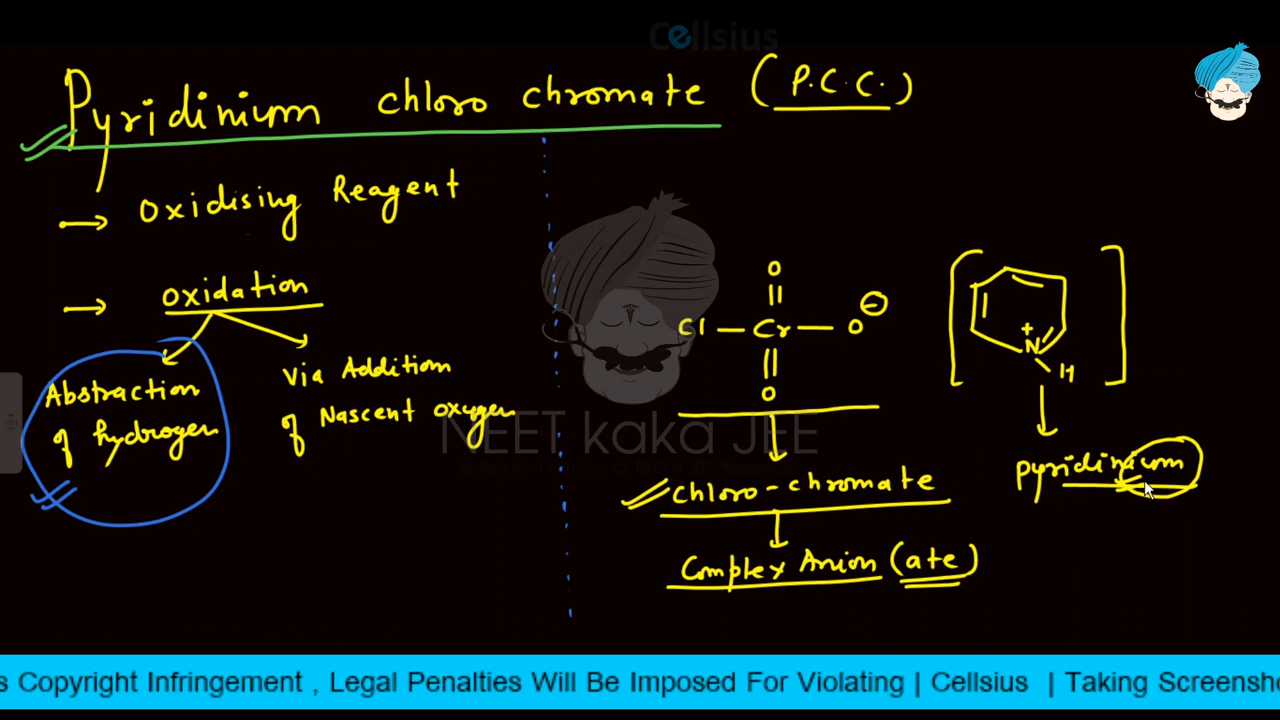 Cellsius
Pyridinium chloro chromate (P.C.C.)
→ Oxidising Reagent
→ oxidation
Abstraction
of hydrogen
Via Addition
of Nascent oxygen
O
||
Cl — Cr — O ⊖
||
O
+
N
H
chloro-chromate
Complex Anion (ate)
pyridinium
NEET kaka JEE
s Copyright Infringement , Legal Penalties Will Be Imposed For Violating | Cellsius | Taking Screensho